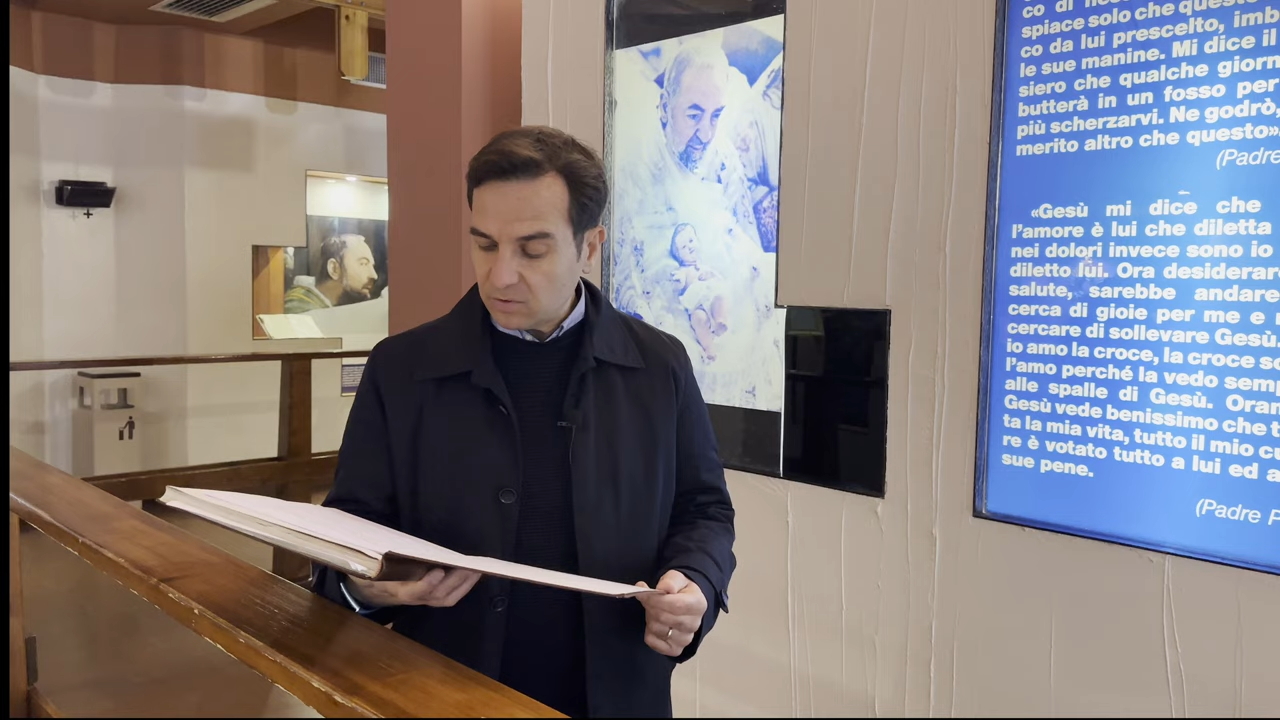 co di
spiace solo che questo
co da lui prescelto, imb
le sue manine. Mi dice il
siero che qualche giorn
butterà in un fosso per
più scherzarvi. Ne godrò,
merito altro che questo»
(Padre
«Gesù mi dice che
l'amore è lui che diletta
nei dolori invece sono io
diletto lui. Ora desiderar
salute, sarebbe andare
cerca di gioie per me e n
cercare di sollevare Gesù.
io amo la croce, la croce so
l'amo perché la vedo sem
alle spalle di Gesù. Oram
Gesù vede benissimo che t
ta la mia vita, tutto il mio cu
re è votato tutto a lui ed a
sue pene.
(Padre P